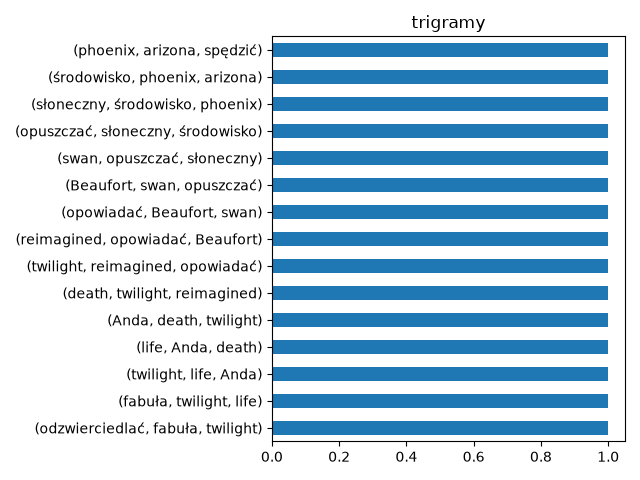 trigramy
(phoenix, arizona, spędzić)
(środowisko, phoenix, arizona)
(słoneczny, środowisko, phoenix)
(opuszczać, słoneczny, środowisko)
(swan, opuszczać, słoneczny)
(Beaufort, swan, opuszczać)
(opowiadać, Beaufort, swan)
(reimagined, opowiadać, Beaufort)
(twilight, reimagined, opowiadać)
(death, twilight, reimagined)
(Anda, death, twilight)
(life, Anda, death)
(twilight, life, Anda)
(fabuła, twilight, life)
(odzwierciedlać, fabuła, twilight)
0.0 0.2 0.4 0.6 0.8 1.0